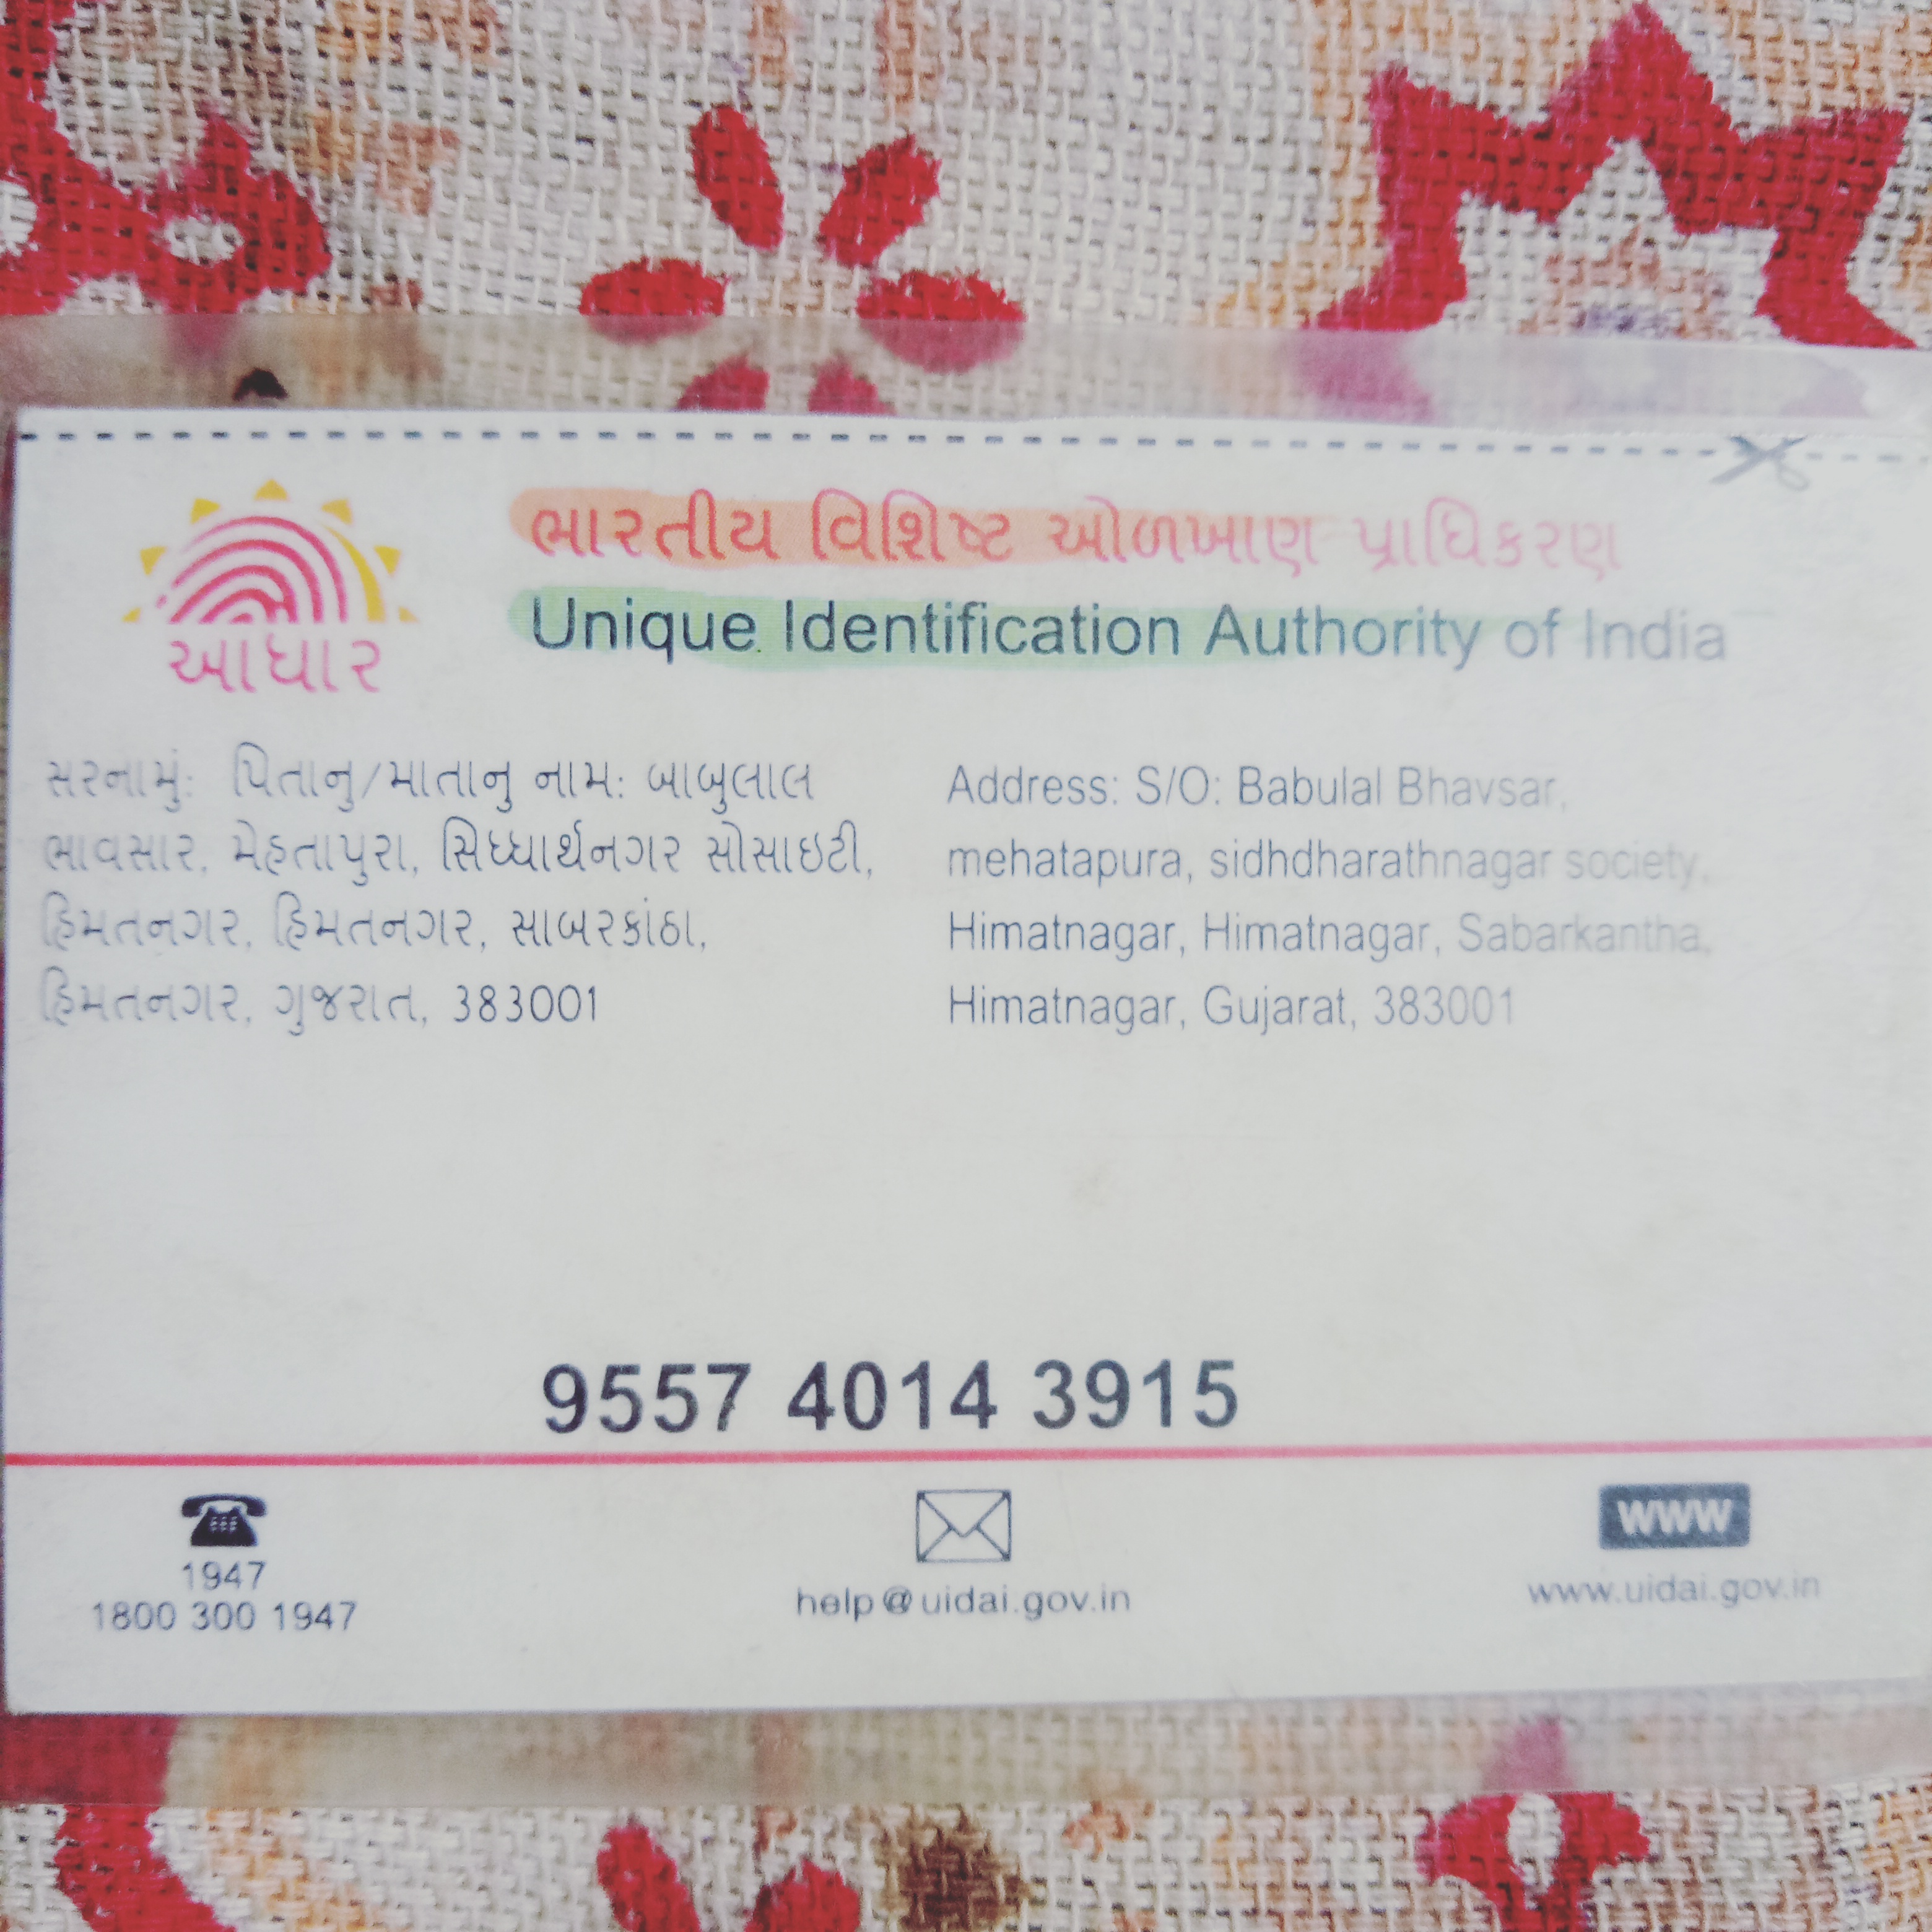 ભારતીય વિશિષ્ટ ઓળખાણ પ્રાધિકરણ
Unique Identification Authority of India
આધાર
સરનામું: પિતાનુ/માતાનુ નામ: બાબુલાલ
ભાવસાર, મેહતાપુરા, સિધ્ધાર્થનગર સોસાઇટી,
હિમતનગર, હિમતનગર, સાબરકાંઠા,
હિમતનગર, ગુજરાત, 383001
Address: S/O: Babulal Bhavsar,
mehatapura, sidhdharathnagar society,
Himatnagar, Himatnagar, Sabarkantha,
Himatnagar, Gujarat, 383001
9557 4014 3915
1947
1800 300 1947
help@uidai.gov.in
www
www.uidai.gov.in